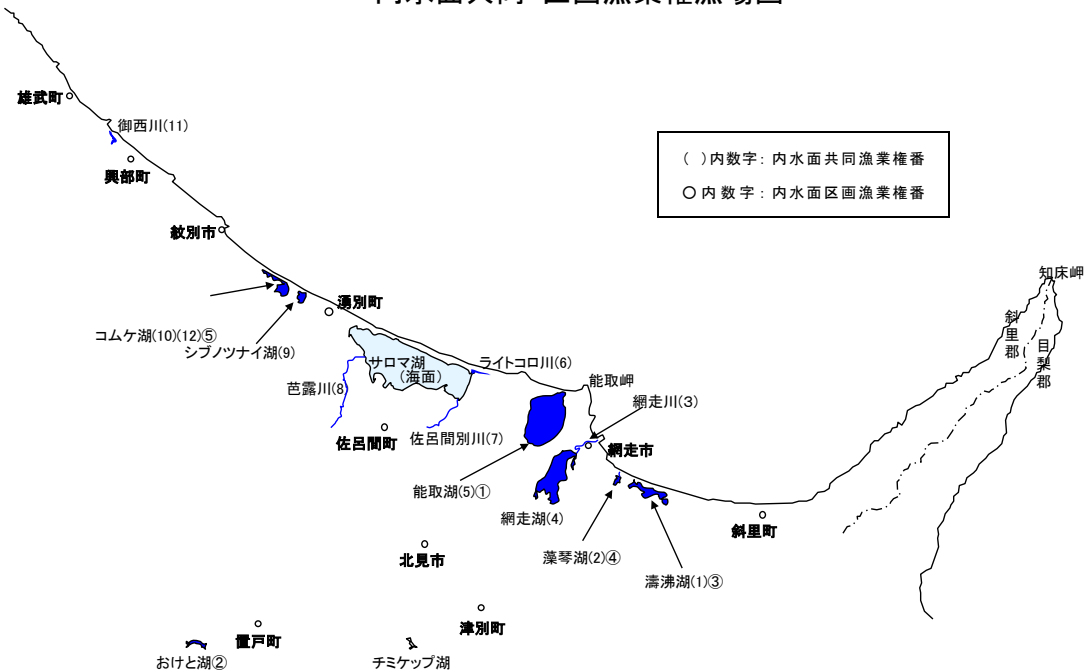 雄武町
御西川(11)
興部町
( )内数字: 内水面共同漁業権番
○内数字: 内水面区画漁業権番
紋別市
知床岬
斜里郡
目梨郡
湧別町
コムケ湖(10)(12)⑤
シブノツナイ湖(9)
サロマ湖
(海面)
ライトコロ川(6)
芭露川(8)
能取岬
網走川(3)
佐呂間町
佐呂間別川(7)
網走市
能取湖(5)①
網走湖(4)
斜里町
藻琴湖(2)④
濤沸湖(1)③
北見市
津別町
置戸町
おけと湖②
チミケップ湖